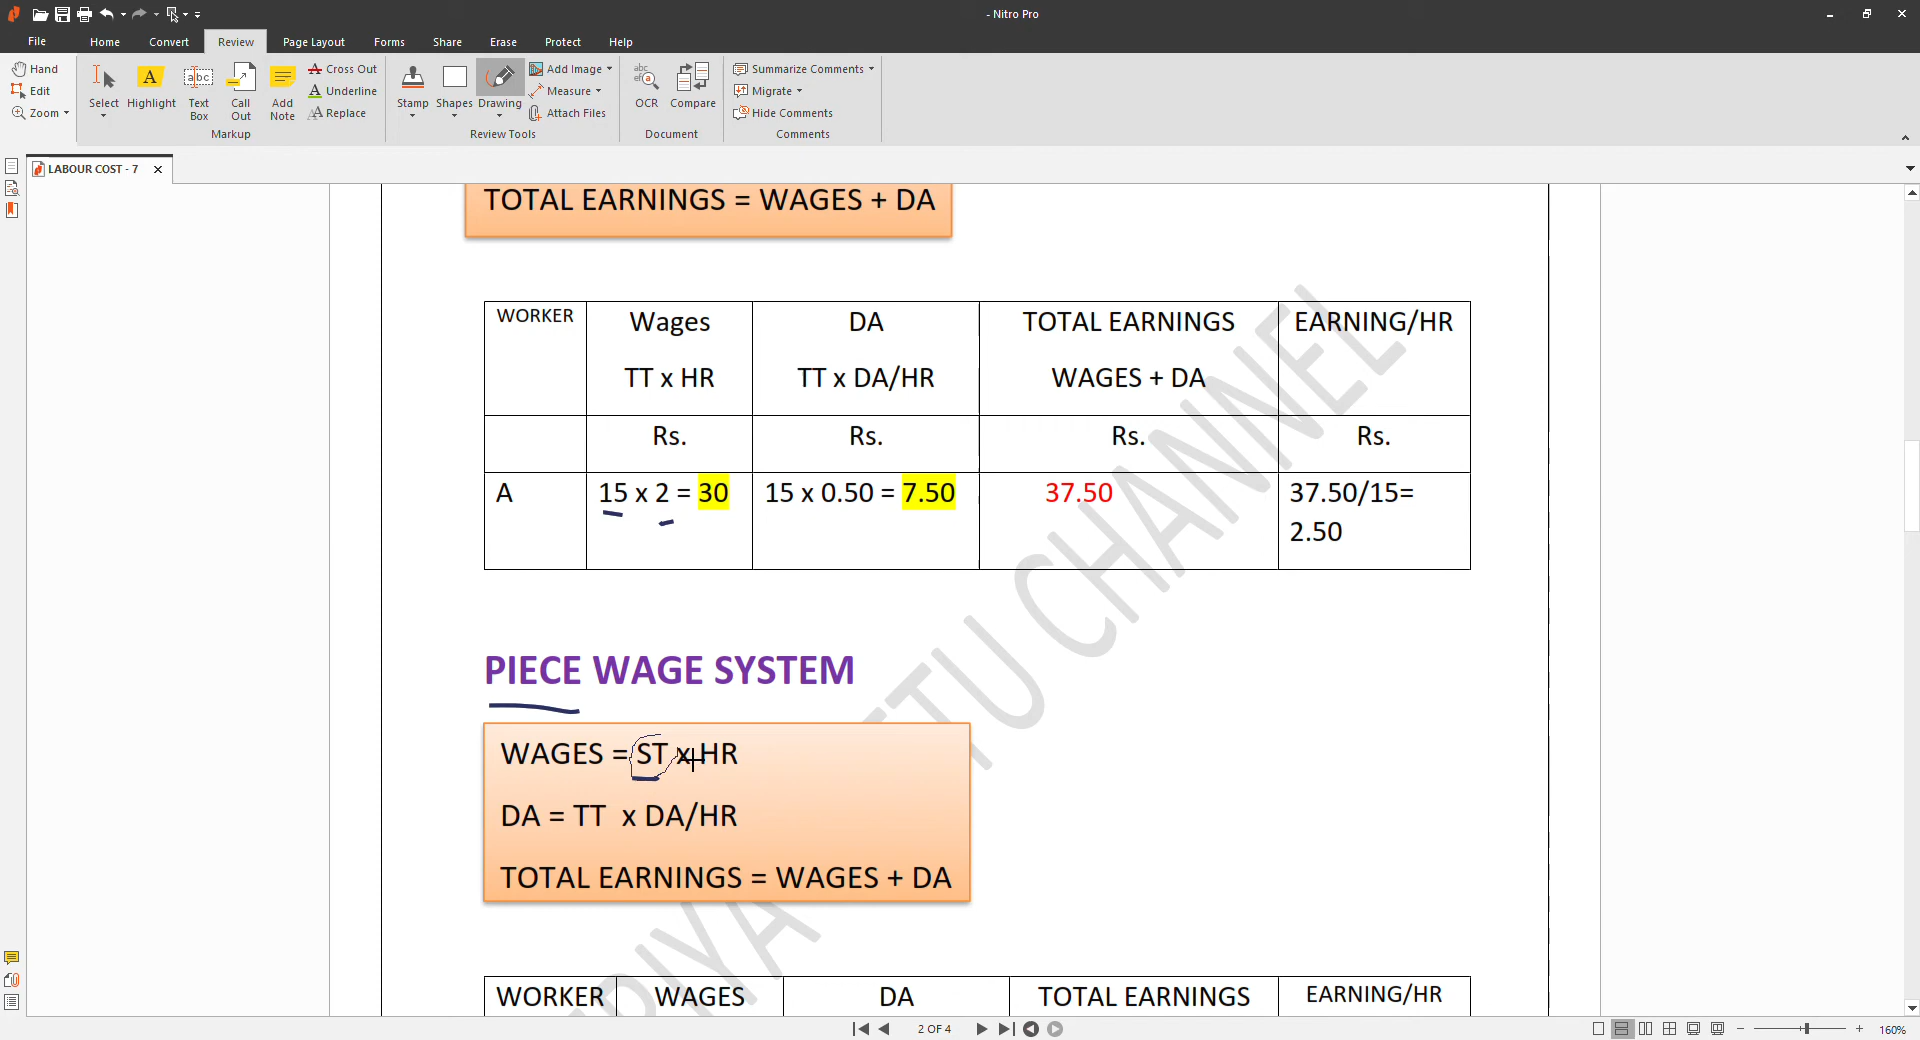 - Nitro Pro
File Home Convert Review Page Layout Forms Share Erase Protect Help
Hand
Edit
Zoom
Select
Highlight
Text Box
Call Out
Add Note
Cross Out
Underline
Replace
Markup
Stamp
Shapes
Drawing
Add Image
Measure
Attach Files
Review Tools
OCR
Compare
Document
Summarize Comments
Migrate
Hide Comments
Comments
LABOUR COST - 7
TOTAL EARNINGS = WAGES + DA
WORKER Wages DA TOTAL EARNINGS EARNING/HR
TT x HR TT x DA/HR WAGES + DA
Rs. Rs. Rs. Rs.
A 15 x 2 = 30 15 x 0.50 = 7.50 37.50 37.50/15=
2.50
PIECE WAGE SYSTEM
WAGES = ST x HR
DA = TT x DA/HR
TOTAL EARNINGS = WAGES + DA
WORKER WAGES DA TOTAL EARNINGS EARNING/HR
2 OF 4
160%